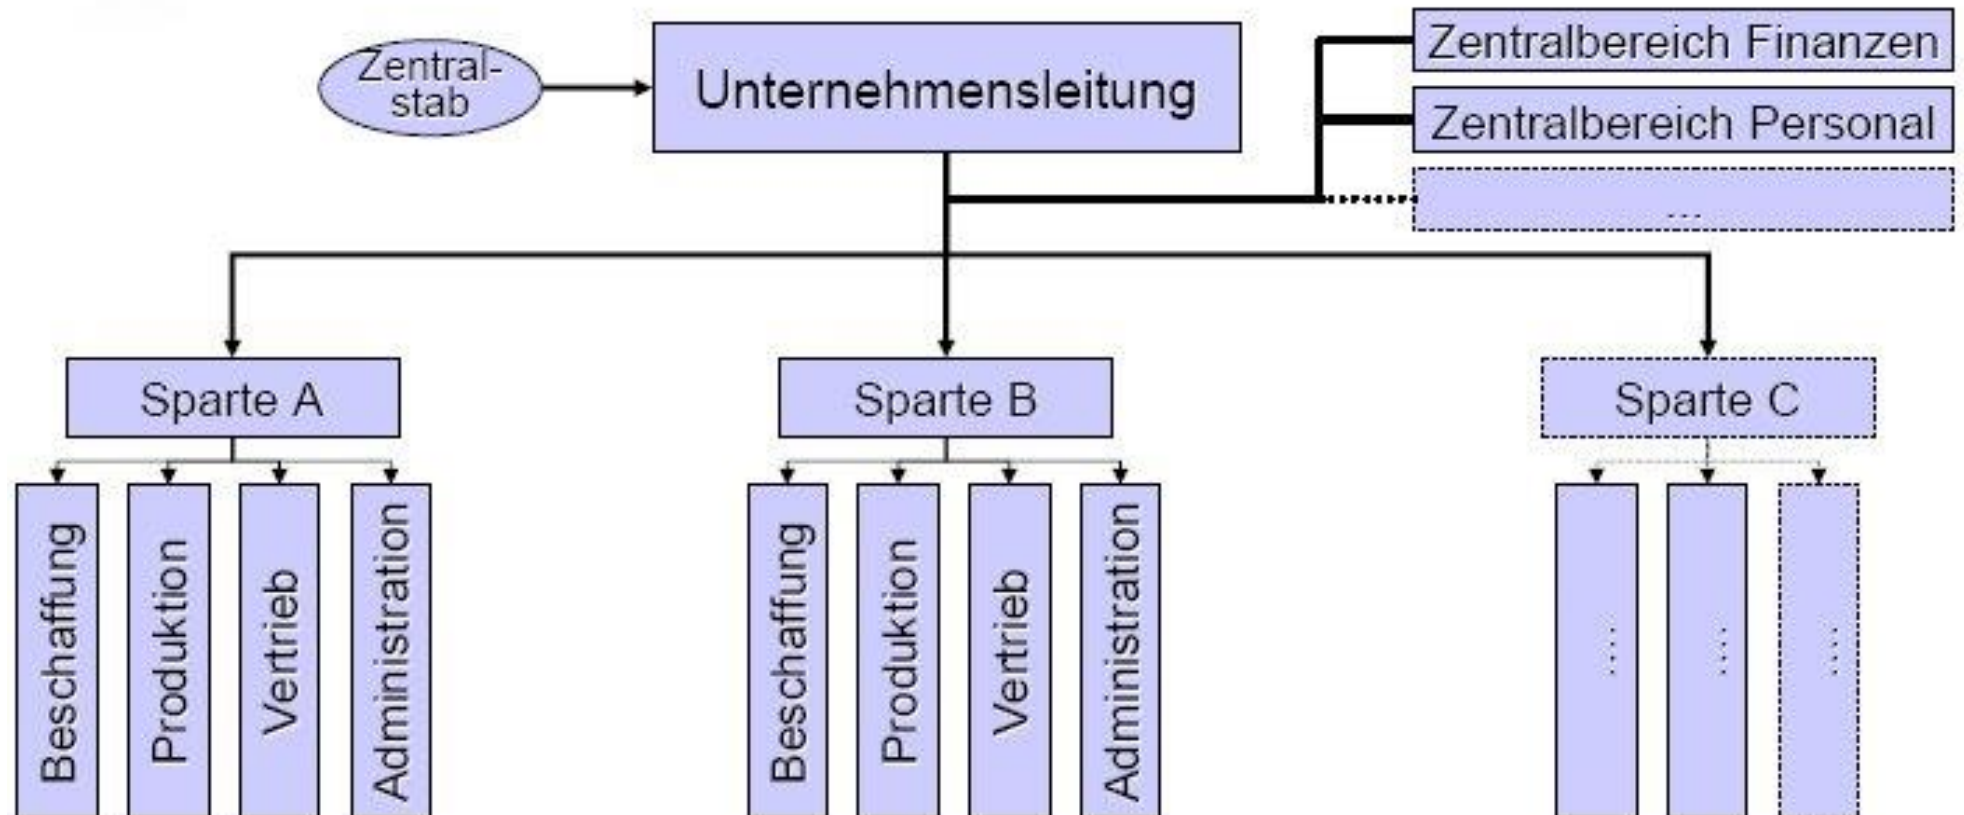 Zentral-
stab
Unternehmensleitung
Zentralbereich Finanzen
Zentralbereich Personal
...
Sparte A
Sparte B
Sparte C
Beschaffung
Produktion
Vertrieb
Administration
Beschaffung
Produktion
Vertrieb
Administration
....
....
....